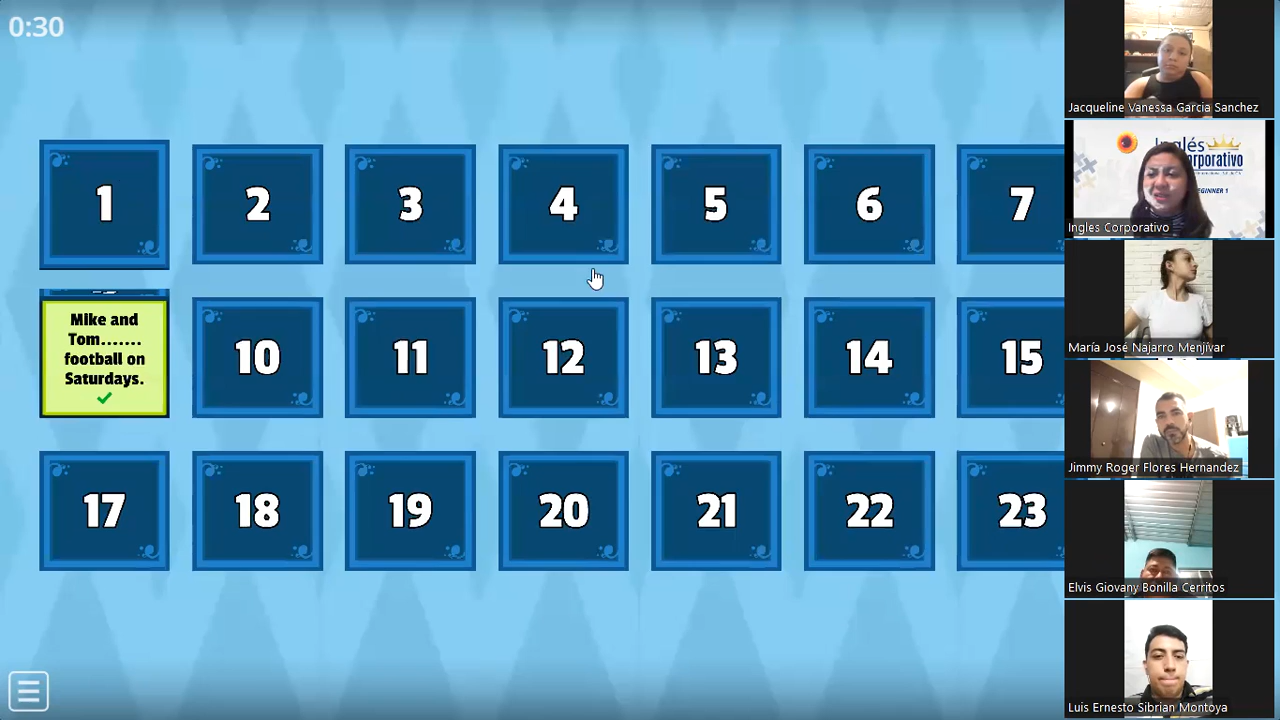 0:30
1
2
3
4
5
6
7
Mike and
Tom.......
football on
Saturdays.
10
11
12
13
14
15
17
18
19
20
21
22
23
Jacqueline Vanessa Garcia Sanchez
Inglés
Corporativo
Ingles Corporativo
María José Najarro Menjívar
Jimmy Roger Flores Hernandez
Elvis Giovany Bonilla Cerritos
Luis Ernesto Sibrian Montoya